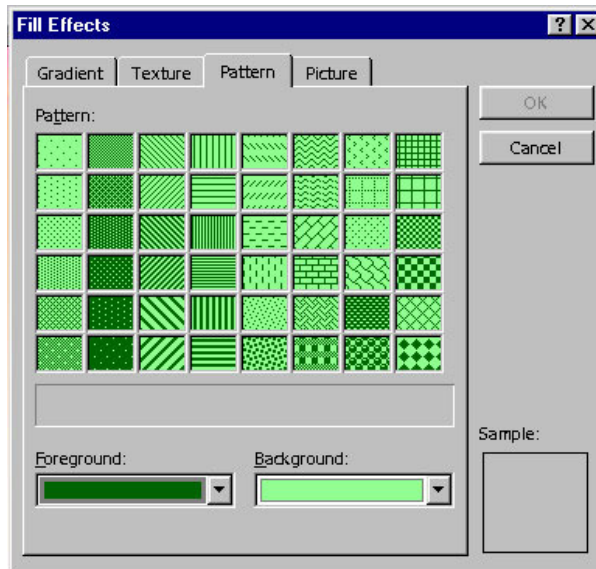 Fill Effects
Gradient Texture Pattern Picture
Pattern:
OK
Cancel
Sample:
Foreground: Background: